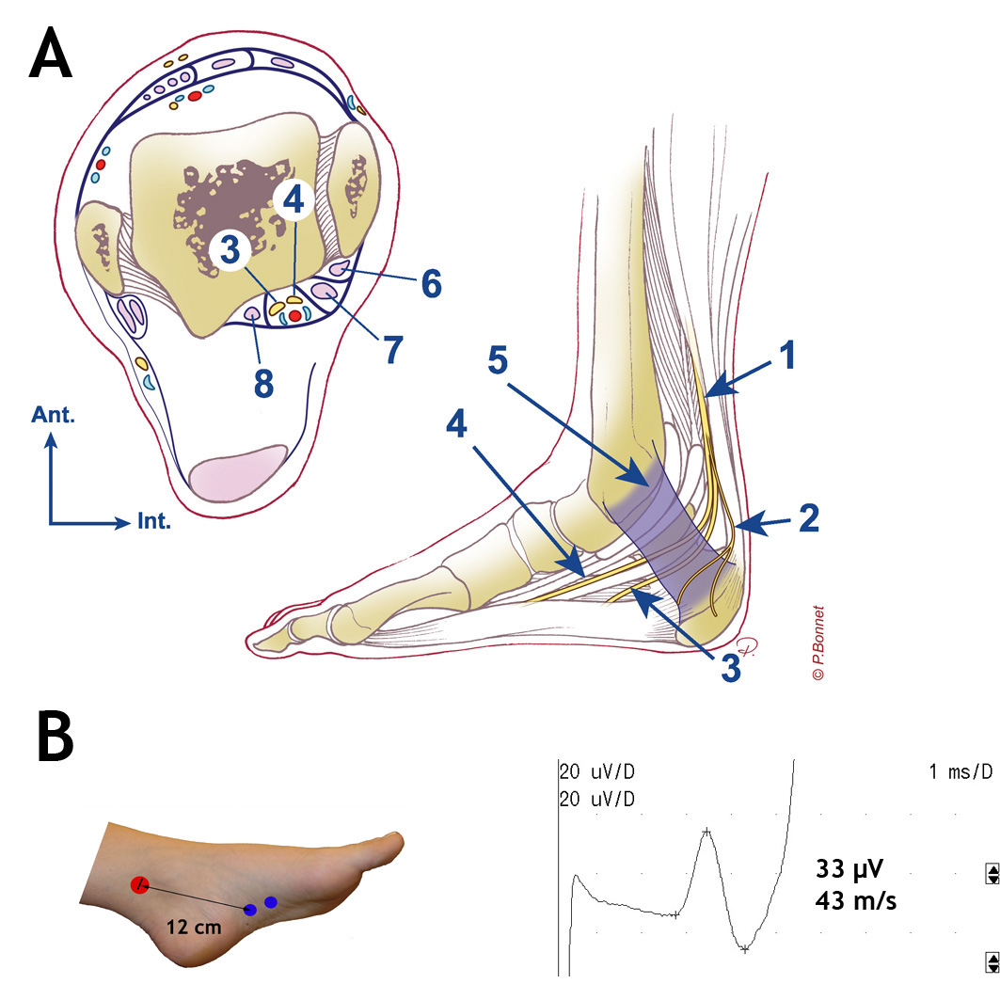 A
4
3
6
7
8
Ant.
Int.
5
1
4
2
3
© P.Bonnet
P.
B
12 cm
20 uV/D
20 uV/D
1 ms/D
33 µV
43 m/s